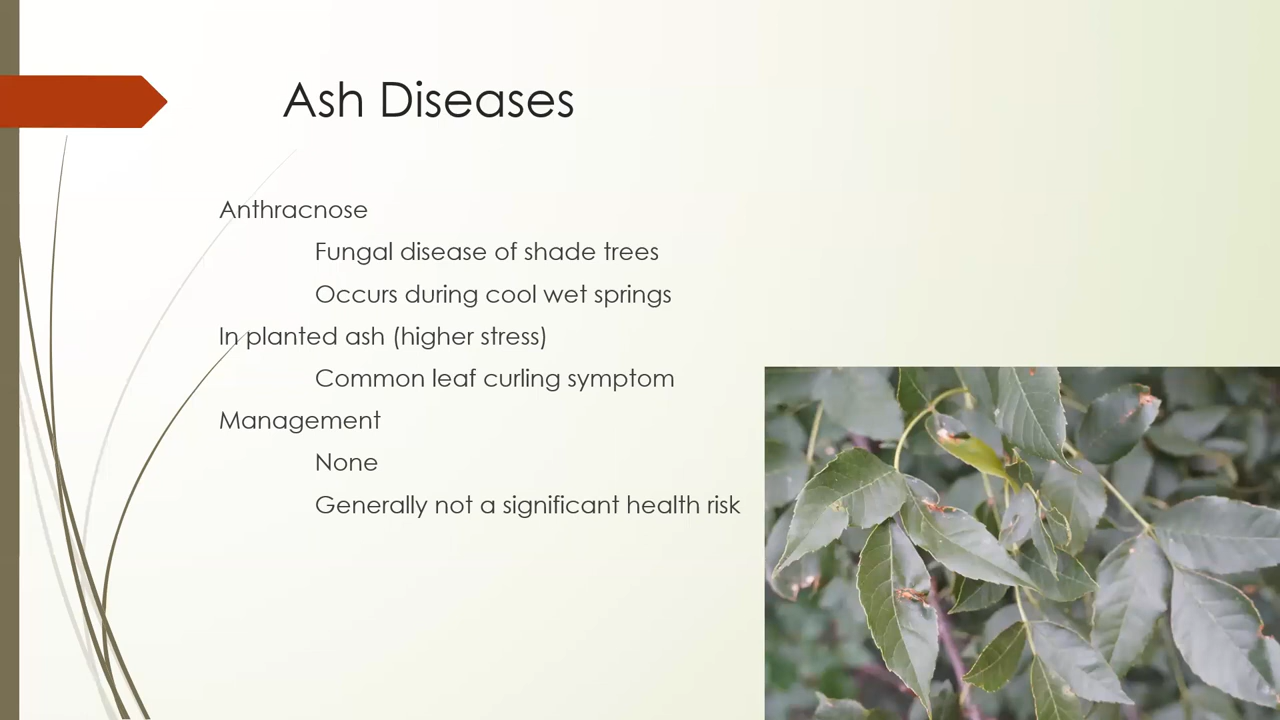 Ash Diseases
Anthracnose
Fungal disease of shade trees
Occurs during cool wet springs
In planted ash (higher stress)
Common leaf curling symptom
Management
None
Generally not a significant health risk